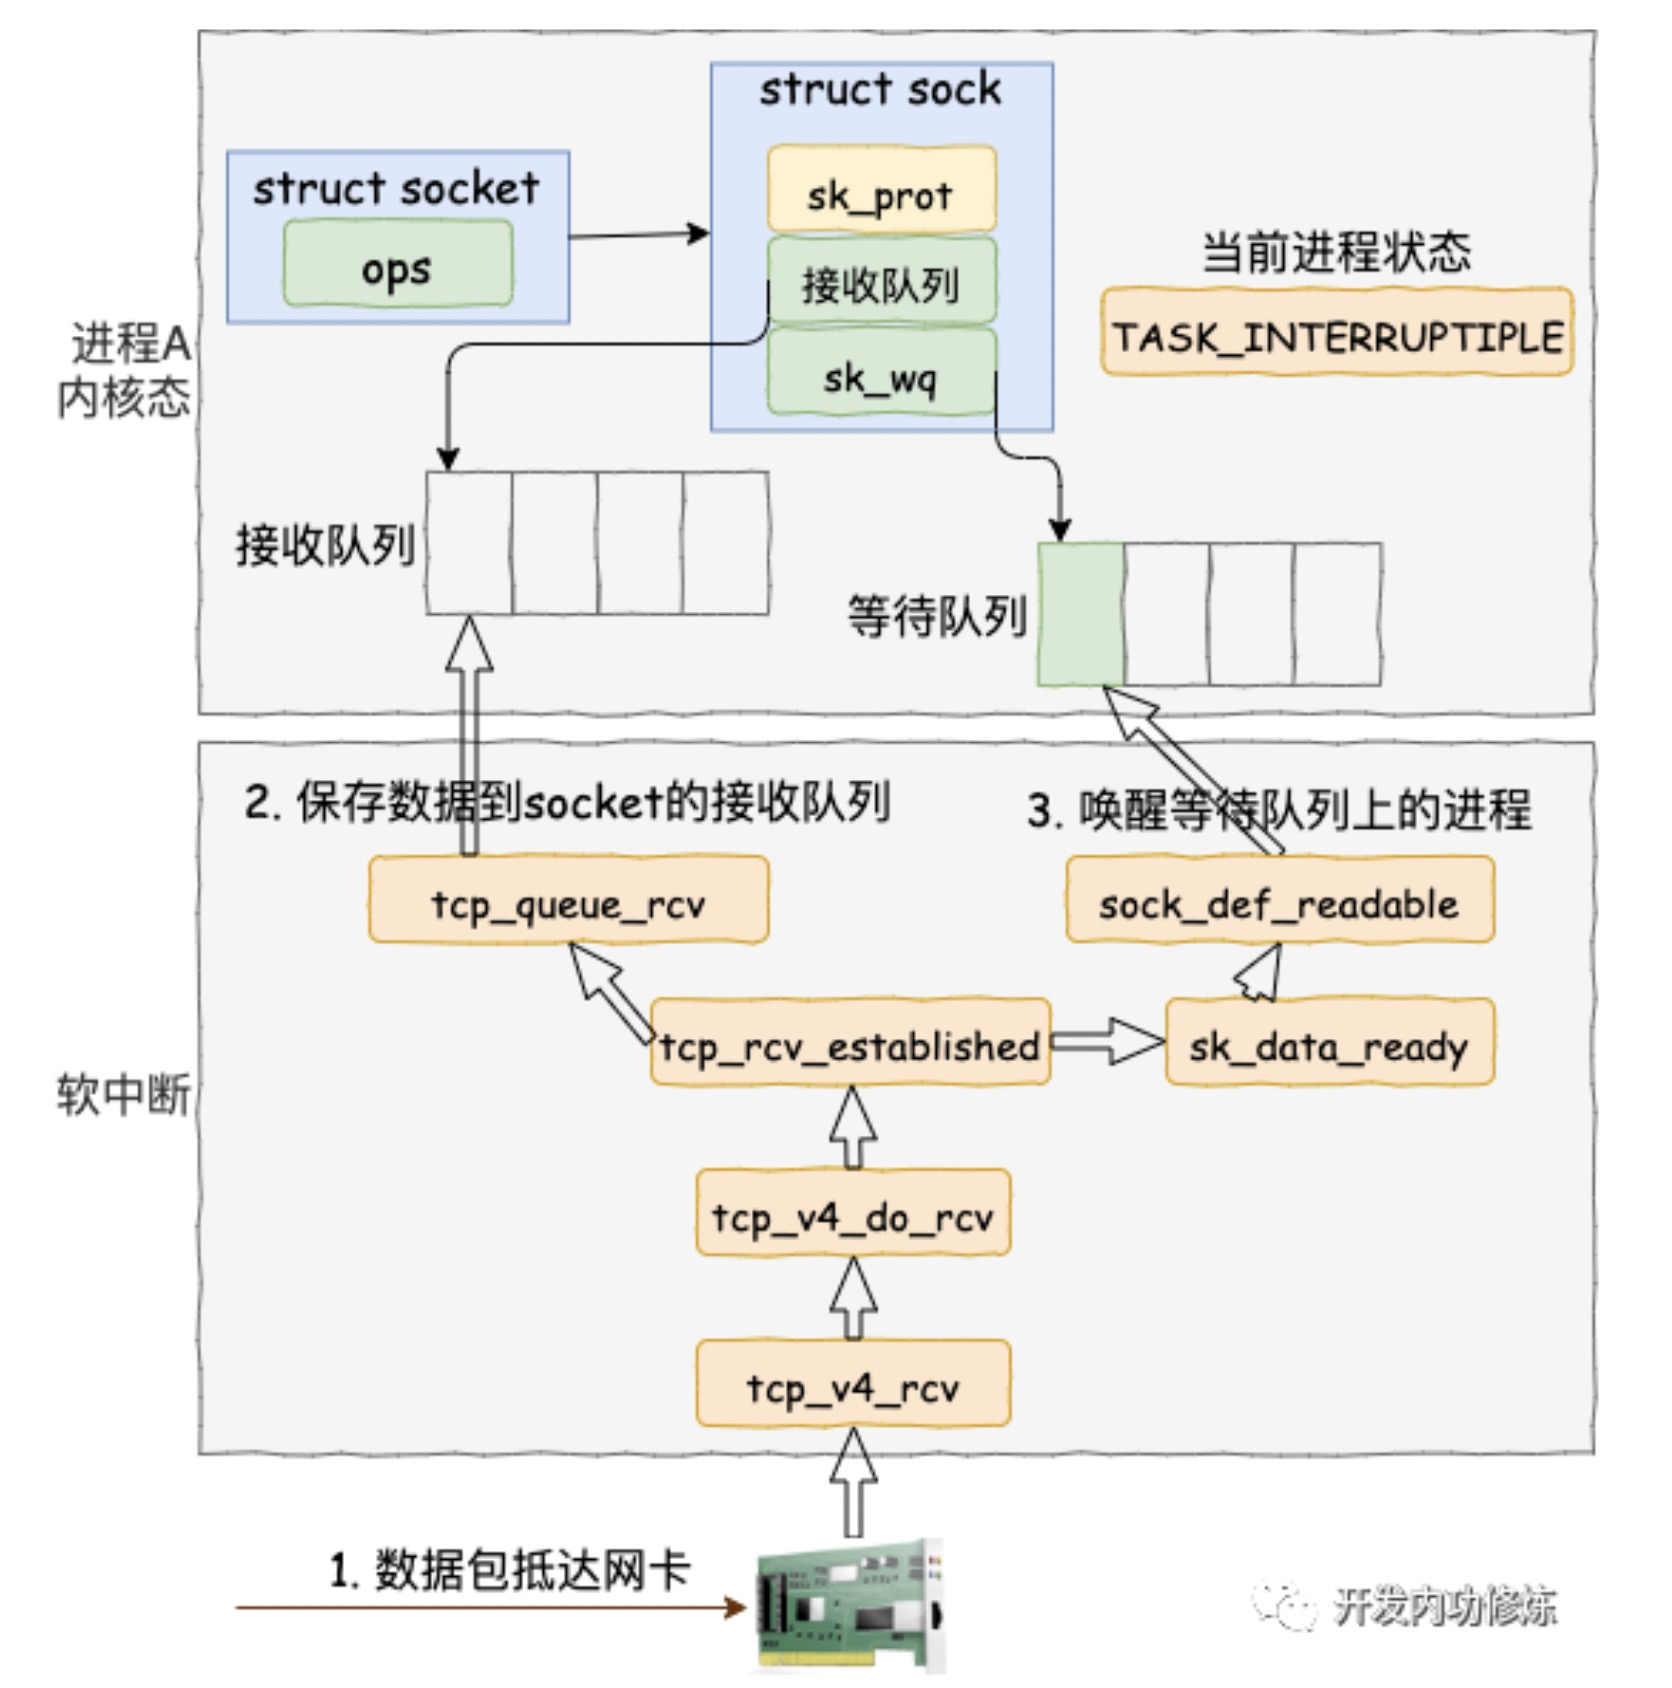 struct sock
struct socket
sk_prot
ops
接收队列
当前进程状态
TASK_INTERRUPTIPLE
sk_wq
进程A
内核态
接收队列
等待队列
2. 保存数据到socket的接收队列
3. 唤醒等待队列上的进程
tcp_queue_rcv
sock_def_readable
tcp_rcv_established
sk_data_ready
软中断
tcp_v4_do_rcv
tcp_v4_rcv
1. 数据包抵达网卡
开发内功修炼